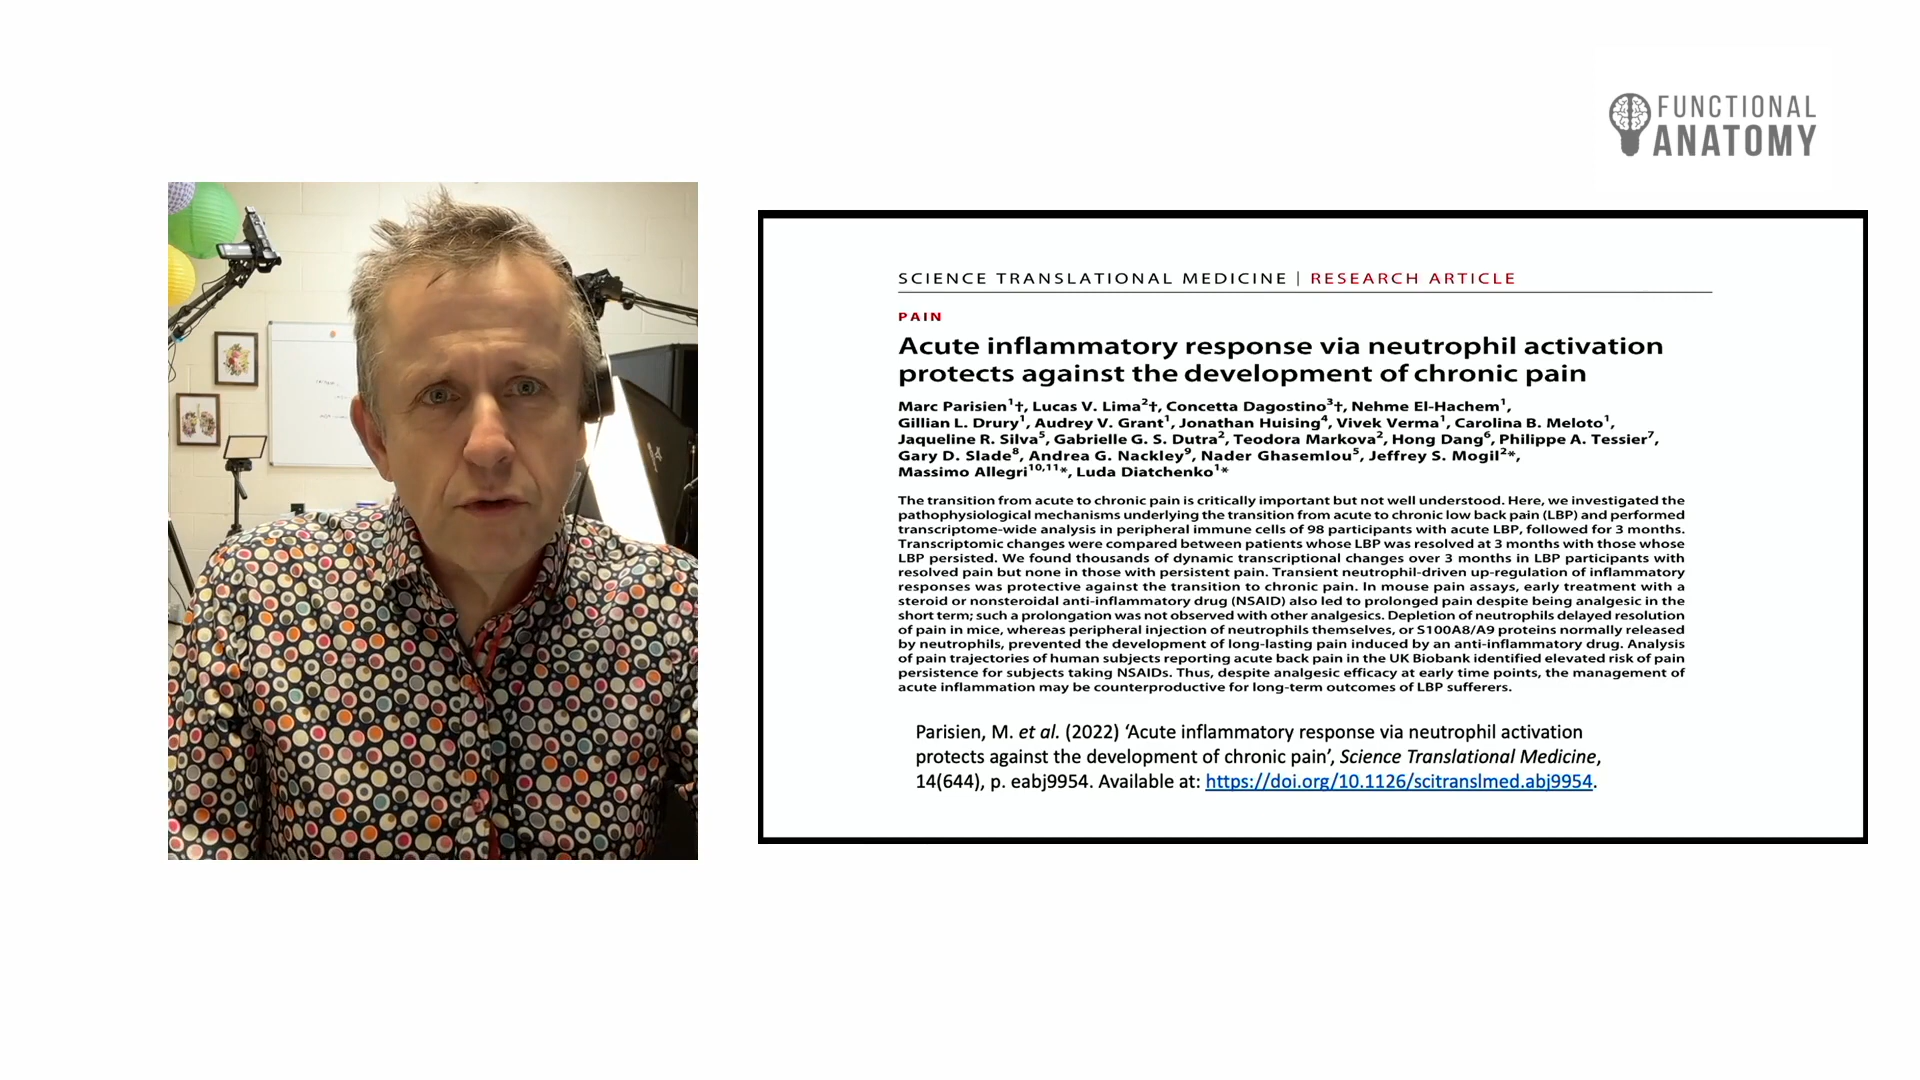 FUNCTIONAL
ANATOMY
SCIENCE TRANSLATIONAL MEDICINE | RESEARCH ARTICLE
PAIN
Acute inflammatory response via neutrophil activation
protects against the development of chronic pain
Marc Parisien1†, Lucas V. Lima2†, Concetta Dagostino3†, Nehme El-Hachem1,
Gillian L. Drury1, Audrey V. Grant1, Jonathan Huising4, Vivek Verma1, Carolina B. Meloto1,
Jaqueline R. Silva5, Gabrielle G. S. Dutra2, Teodora Markova2, Hong Dang6, Philippe A. Tessier7,
Gary D. Slade8, Andrea G. Nackley9, Nader Ghasemlou5, Jeffrey S. Mogil2*,
Massimo Allegri10,11*, Luda Diatchenko1*
The transition from acute to chronic pain is critically important but not well understood. Here, we investigated the
pathophysiological mechanisms underlying the transition from acute to chronic low back pain (LBP) and performed
transcriptome-wide analysis in peripheral immune cells of 98 participants with acute LBP, followed for 3 months.
Transcriptomic changes were compared between patients whose LBP was resolved at 3 months with those whose
LBP persisted. We found thousands of dynamic transcriptional changes over 3 months in LBP participants with
resolved pain but none in those with persistent pain. Transient neutrophil-driven up-regulation of inflammatory
responses was protective against the transition to chronic pain. In mouse pain assays, early treatment with a
steroid or nonsteroidal anti-inflammatory drug (NSAID) also led to prolonged pain despite being analgesic in the
short term; such a prolongation was not observed with other analgesics. Depletion of neutrophils delayed resolution
of pain in mice, whereas peripheral injection of neutrophils themselves, or S100A8/A9 proteins normally released
by neutrophils, prevented the development of long-lasting pain induced by an anti-inflammatory drug. Analysis
of pain trajectories of human subjects reporting acute back pain in the UK Biobank identified elevated risk of pain
persistence for subjects taking NSAIDs. Thus, despite analgesic efficacy at early time points, the management of
acute inflammation may be counterproductive for long-term outcomes of LBP sufferers.
Parisien, M. et al. (2022) ‘Acute inflammatory response via neutrophil activation
protects against the development of chronic pain’, Science Translational Medicine,
14(644), p. eabj9954. Available at: https://doi.org/10.1126/scitranslmed.abj9954.